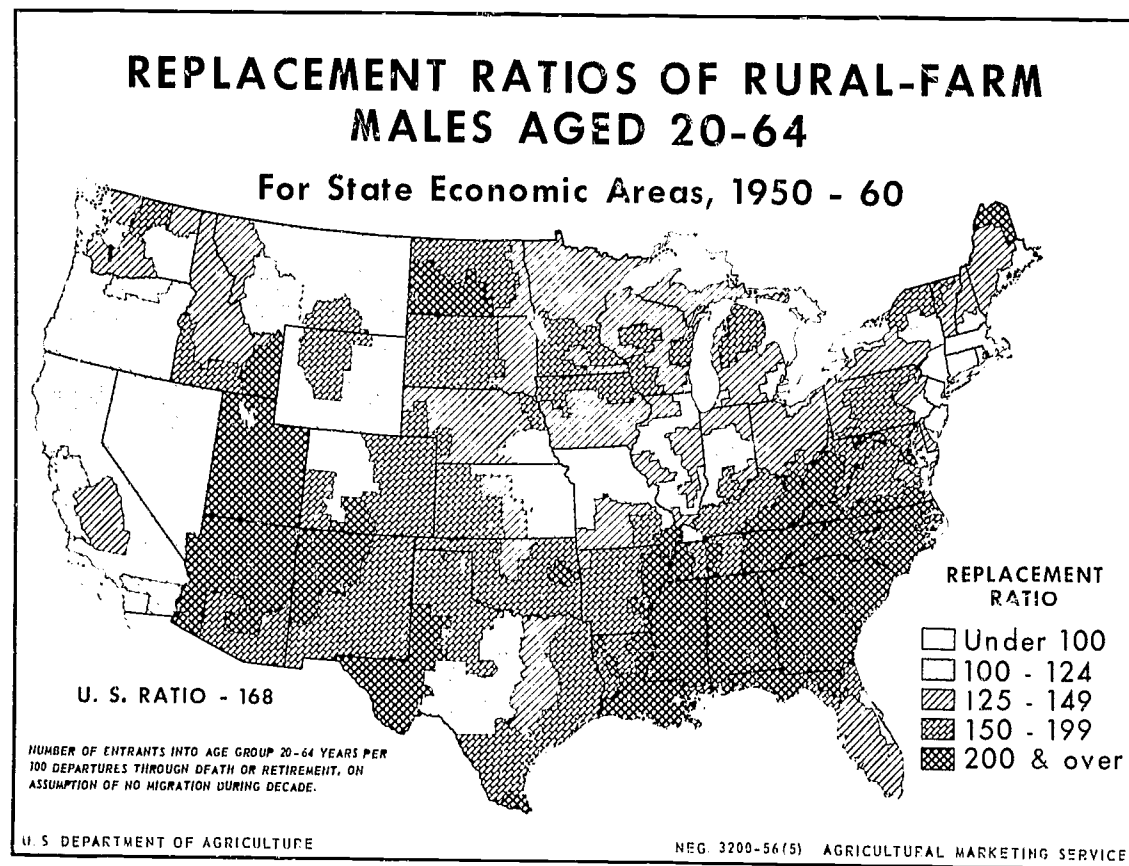 REPLACEMENT RATIOS OF RURAL-FARM
MALES AGED 20-64
For State Economic Areas, 1950 - 60
REPLACEMENT
RATIO
Under 100
100 - 124
125 - 149
150 - 199
200 & over
U. S. RATIO - 168
NUMBER OF ENTRANTS INTO AGE GROUP 20-64 YEARS PER
100 DEPARTURES THROUGH DEATH OR RETIREMENT, ON
ASSUMPTION OF NO MIGRATION DURING DECADE.
U. S. DEPARTMENT OF AGRICULTURE
NEG. 3200-56(5) AGRICULTURAL MARKETING SERVICE